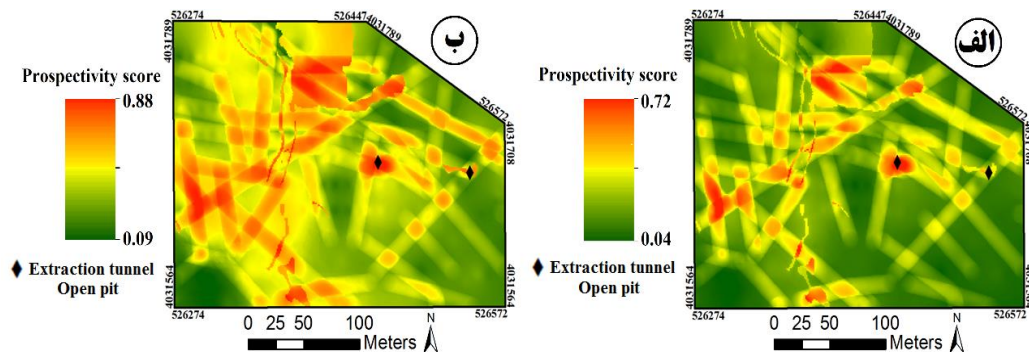 526274
526447
4031789
4031789
ب
Prospectivity score
0.88
0.09
526572
4031708
Extraction tunnel
Open pit
4031564
4031564
526274
526572
0 25 50 100
Meters
N
526274
526447
4031789
4031789
الف
Prospectivity score
0.72
0.04
526572
4031708
Extraction tunnel
Open pit
4031564
4031564
526274
526572
0 25 50 100
Meters
N